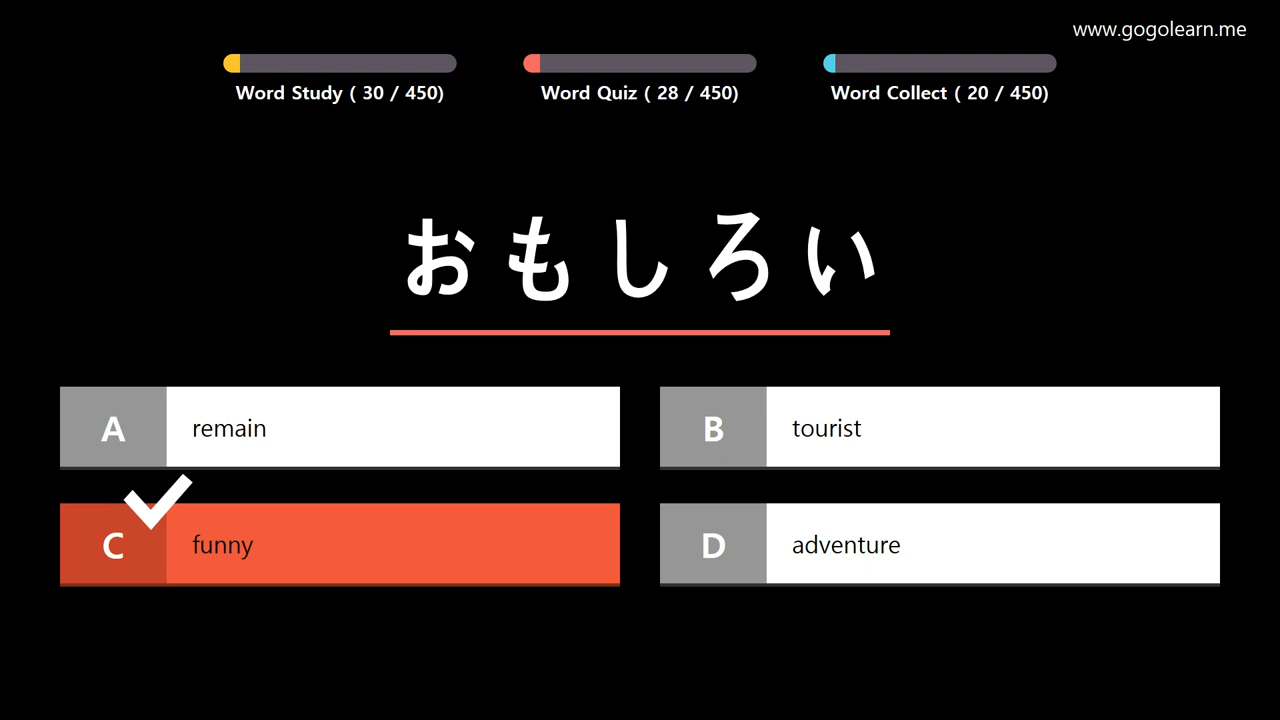 www.gogolearn.me
Word Study ( 30 / 450)
Word Quiz ( 28 / 450)
Word Collect ( 20 / 450)
おもしろい
A remain
B tourist
C funny
D adventure